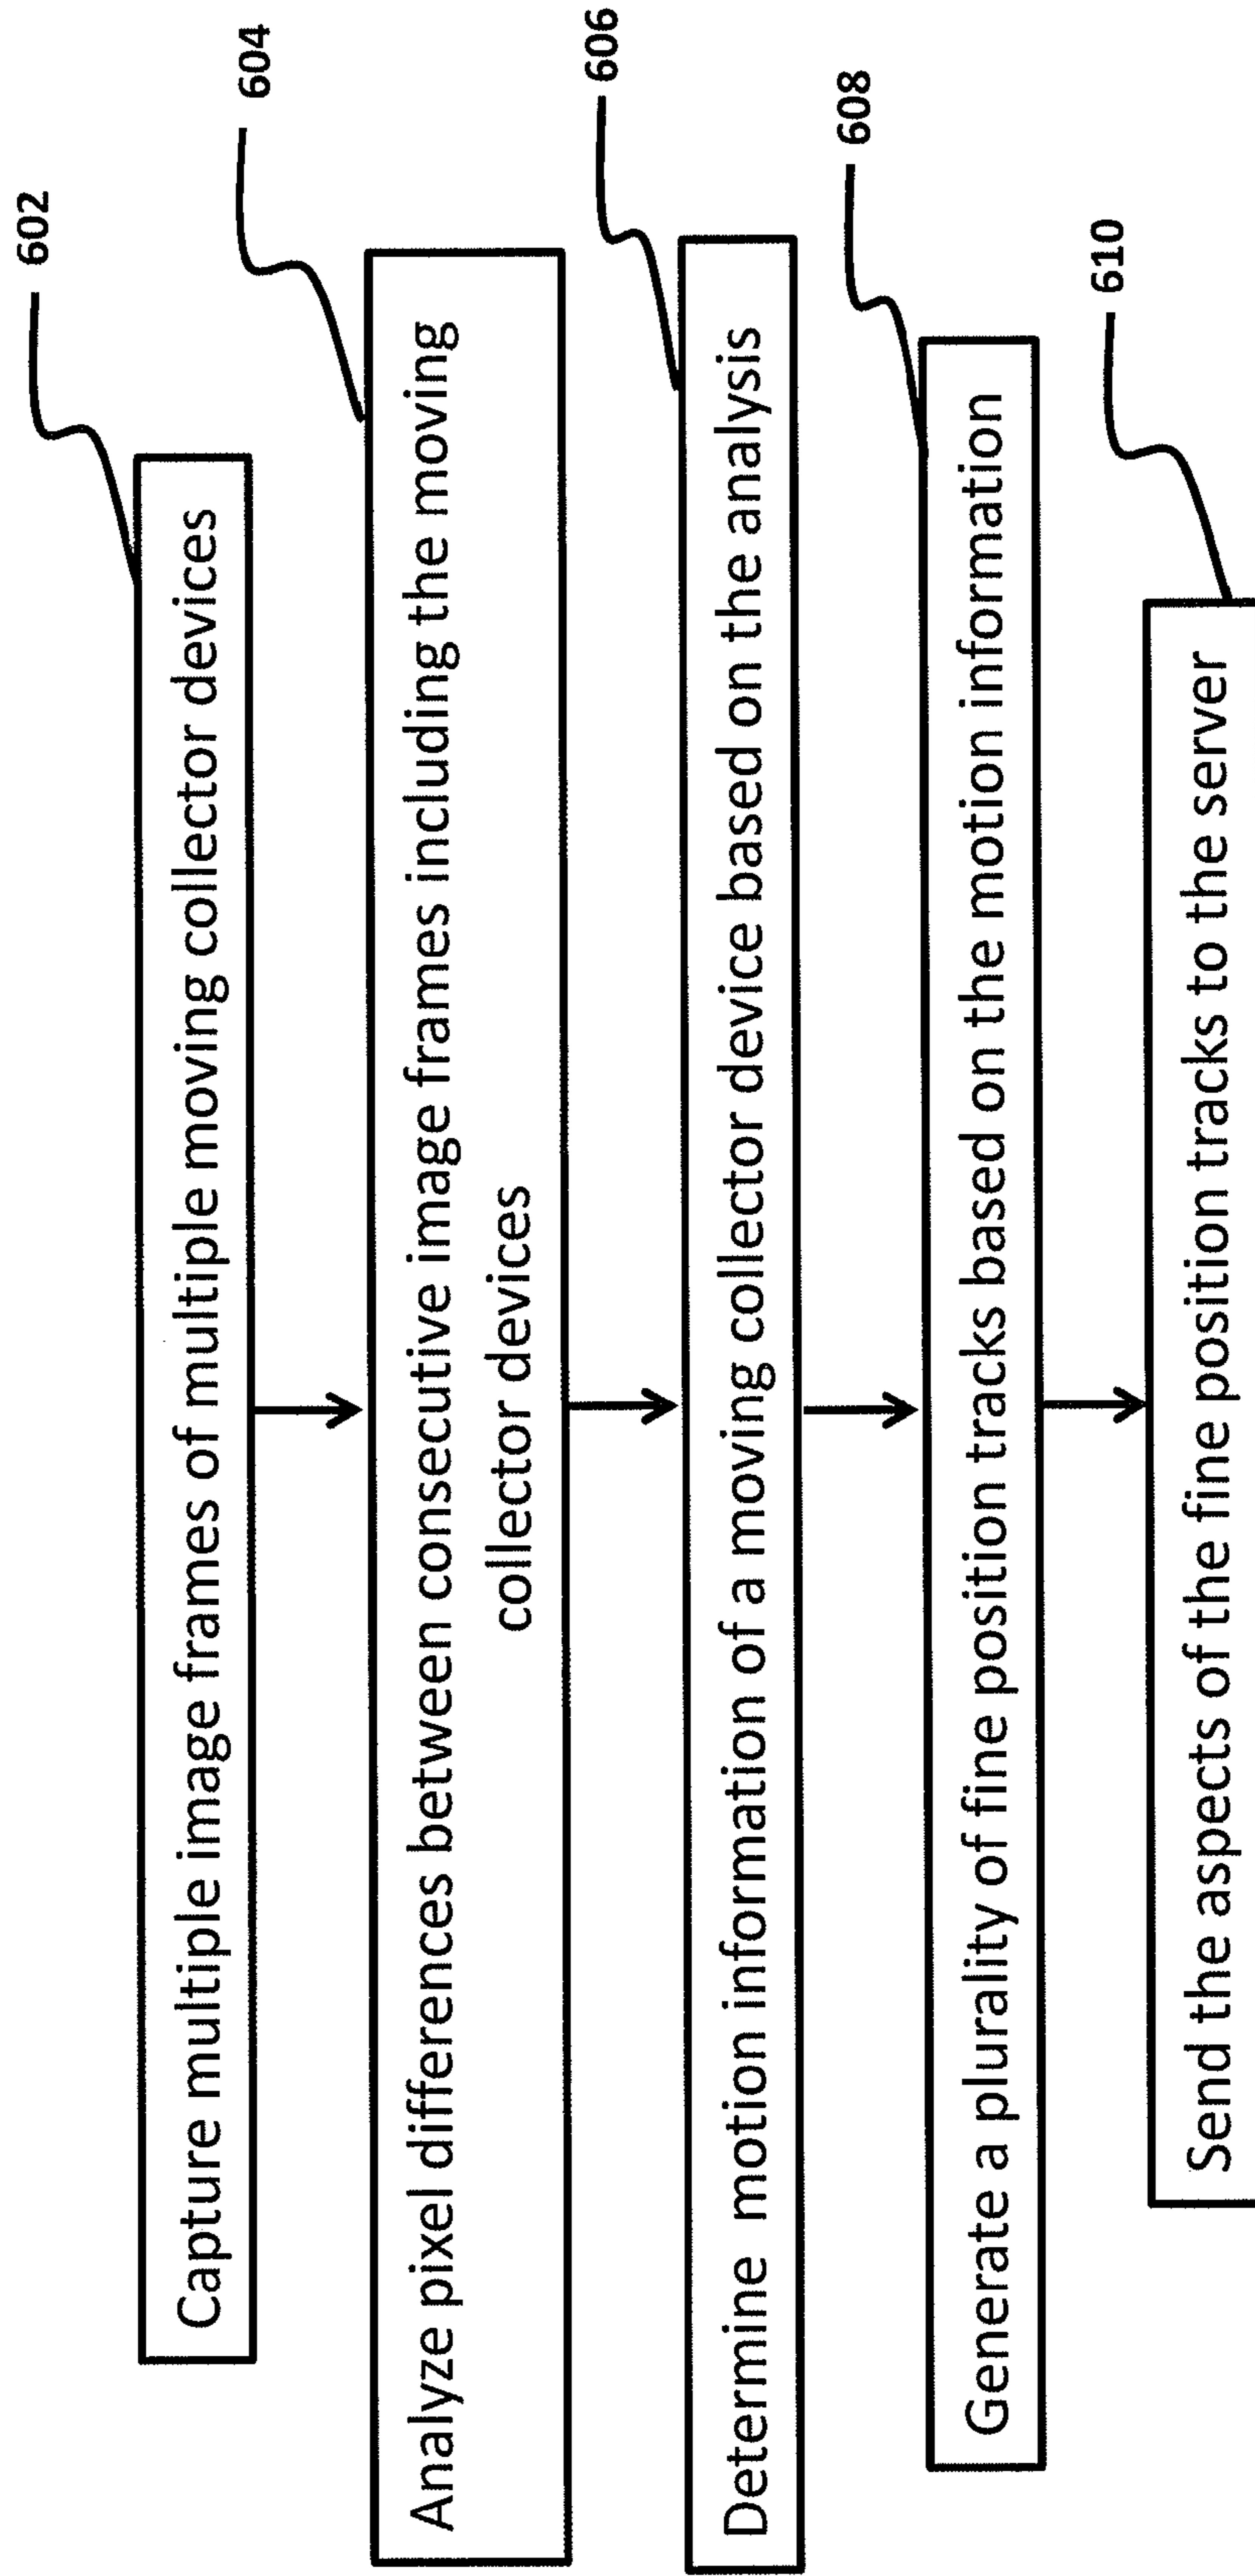 602
Capture multiple image frames of multiple moving collector devices
604
Analyze pixel differences between consecutive image frames including the moving
collector devices
606
Determine motion information of a moving collector device based on the analysis
608
Generate a plurality of fine position tracks based on the motion information
610
Send the aspects of the fine position tracks to the server